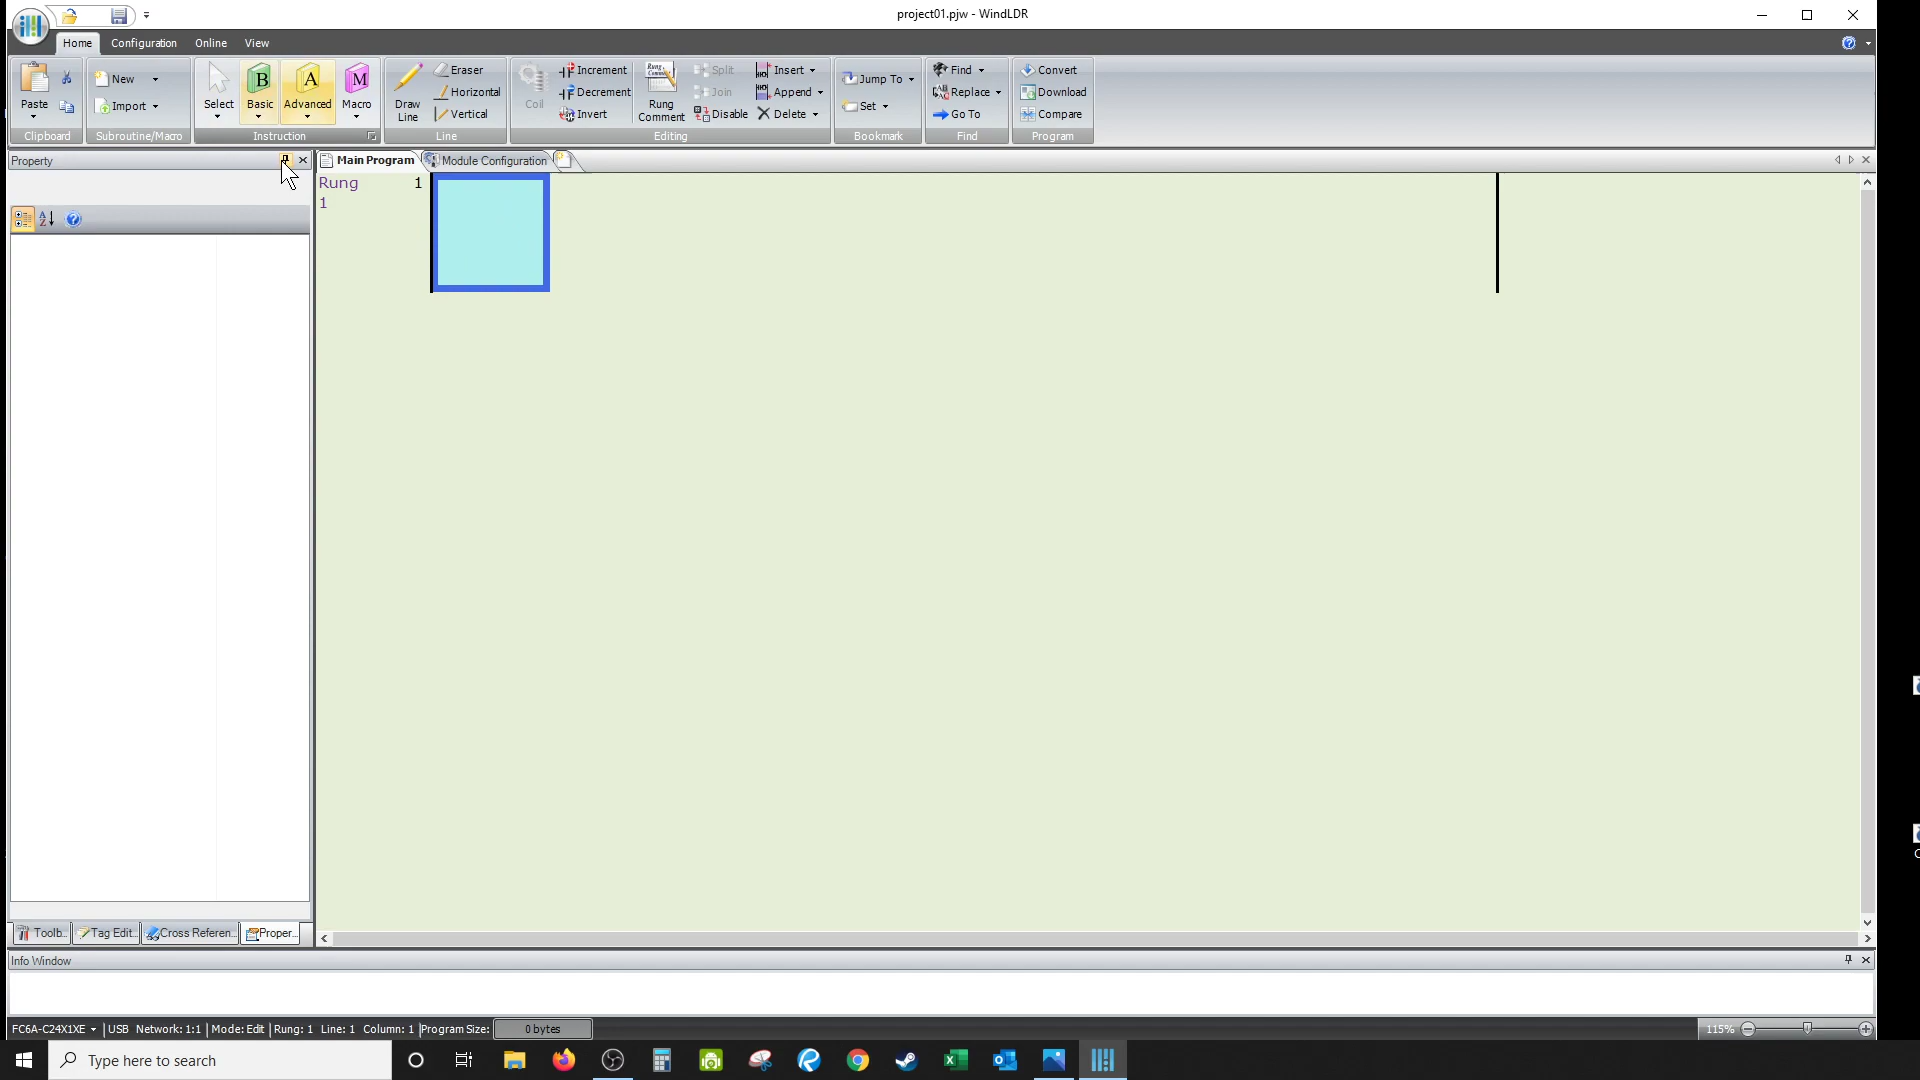 project01.pjw - WindLDR
Home Configuration Online View
Paste
Clipboard
New
Import
Subroutine/Macro
Select
B
Basic
A
Advanced
M
Macro
Instruction
Draw
Line
Eraser
Horizontal
Vertical
Line
Coil
Increment
Decrement
Invert
Rung
Comment
Split
Join
Disable
Insert
Append
Delete
Editing
Jump To
Set
Bookmark
Find
Replace
Go To
Find
Convert
Download
Compare
Program
Property
Main Program
Module Configuration
Rung 1
1
Toolb...
Tag Edit...
Cross Referen...
Proper...
Info Window
FC6A-C24X1XE USB Network: 1:1 Mode: Edit Rung: 1 Line: 1 Column: 1 Program Size: 0 bytes 115%
Type here to search